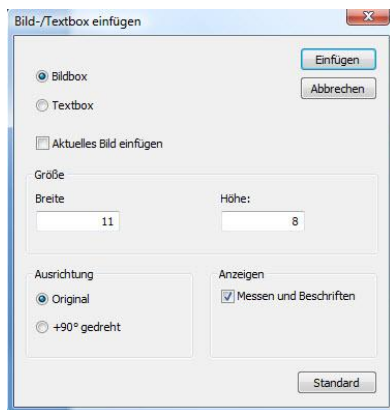 Bild-/Textbox einfügen
Einfügen
Bildbox
Abbrechen
Textbox
Aktuelles Bild einfügen
Größe
Breite
Höhe:
11
8
Ausrichtung
Anzeigen
Original
Messen und Beschriften
+90° gedreht
Standard